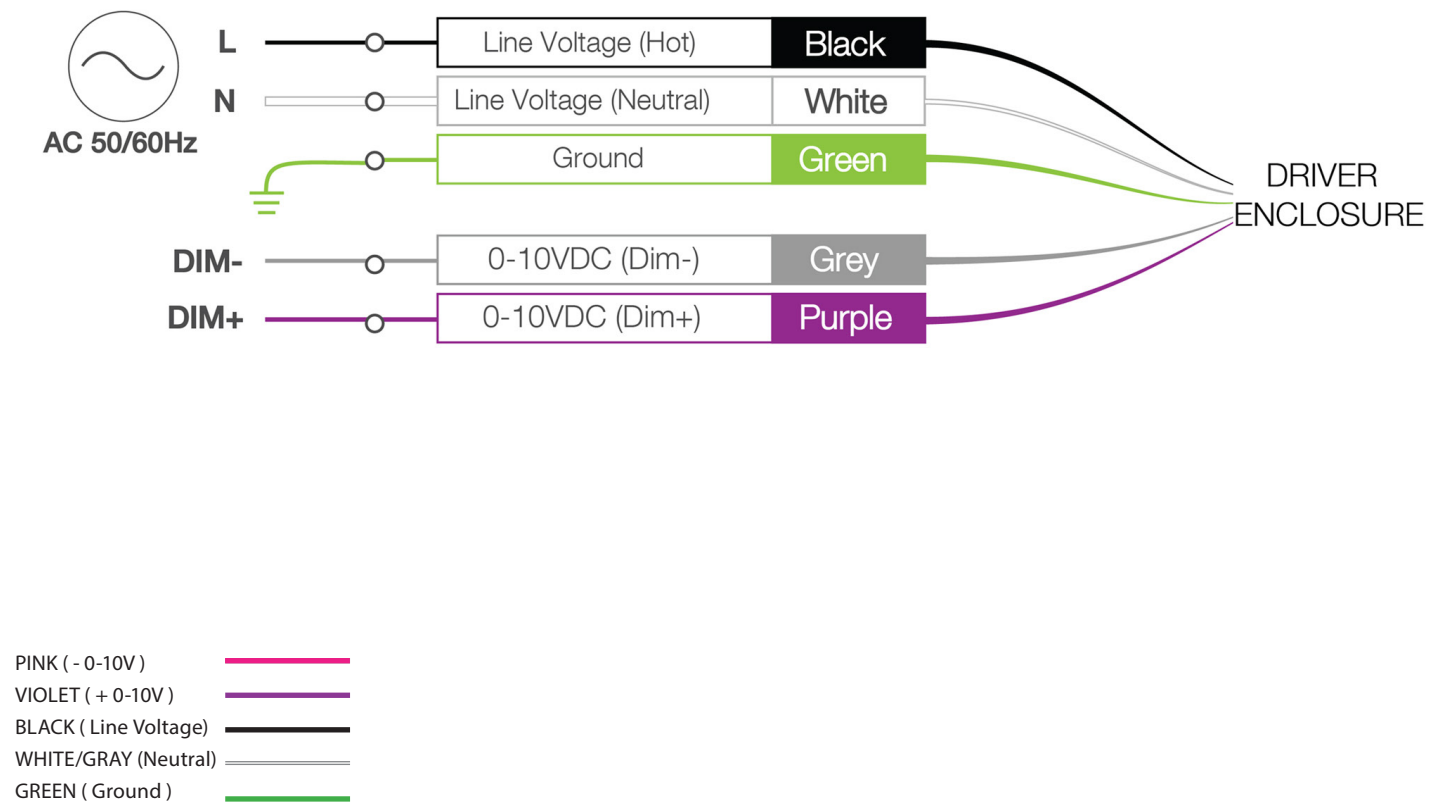 L
Line Voltage (Hot)
Black
N
Line Voltage (Neutral)
White
AC 50/60Hz
Ground
Green
DRIVER
ENCLOSURE
DIM-
0-10VDC (Dim-)
Grey
DIM+
0-10VDC (Dim+)
Purple
PINK ( - 0-10V )
VIOLET ( + 0-10V )
BLACK ( Line Voltage)
WHITE/GRAY (Neutral)
GREEN ( Ground )